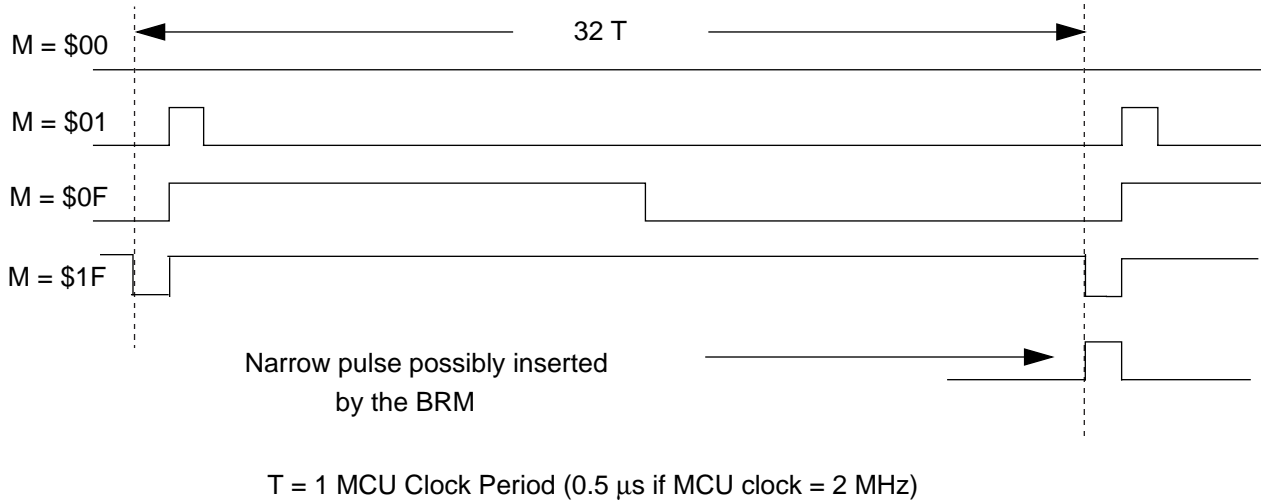 32 T
M = $00
M = $01
M = $0F
M = $1F
Narrow pulse possibly inserted
by the BRM
T = 1 MCU Clock Period (0.5 μs if MCU clock = 2 MHz)